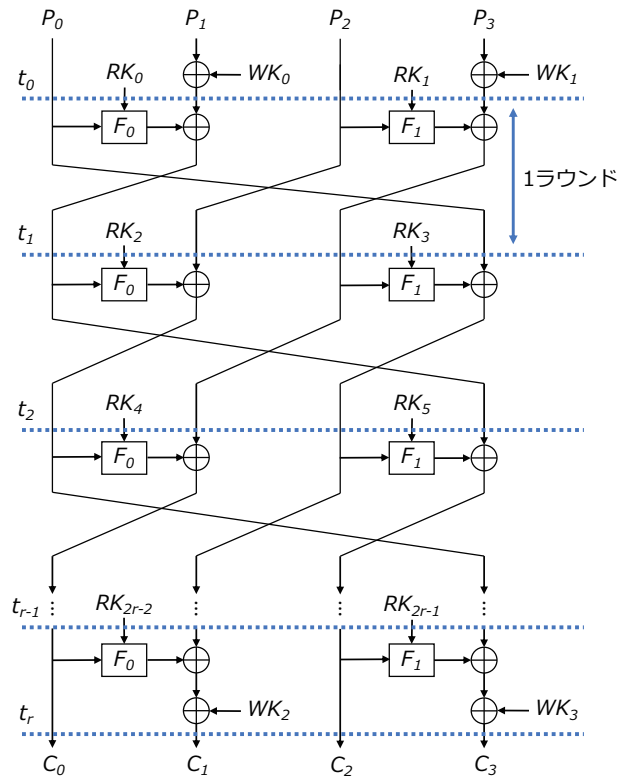 P0 P1 P2 P3
RK0 WK0 RK1 WK1
t0
F0 F1
1ラウンド
t1 RK2 RK3
F0 F1
t2 RK4 RK5
F0 F1
⋮ ⋮ ⋮ ⋮
tr-1 RK2r-2 RK2r-1
F0 F1
WK2 WK3
tr
C0 C1 C2 C3